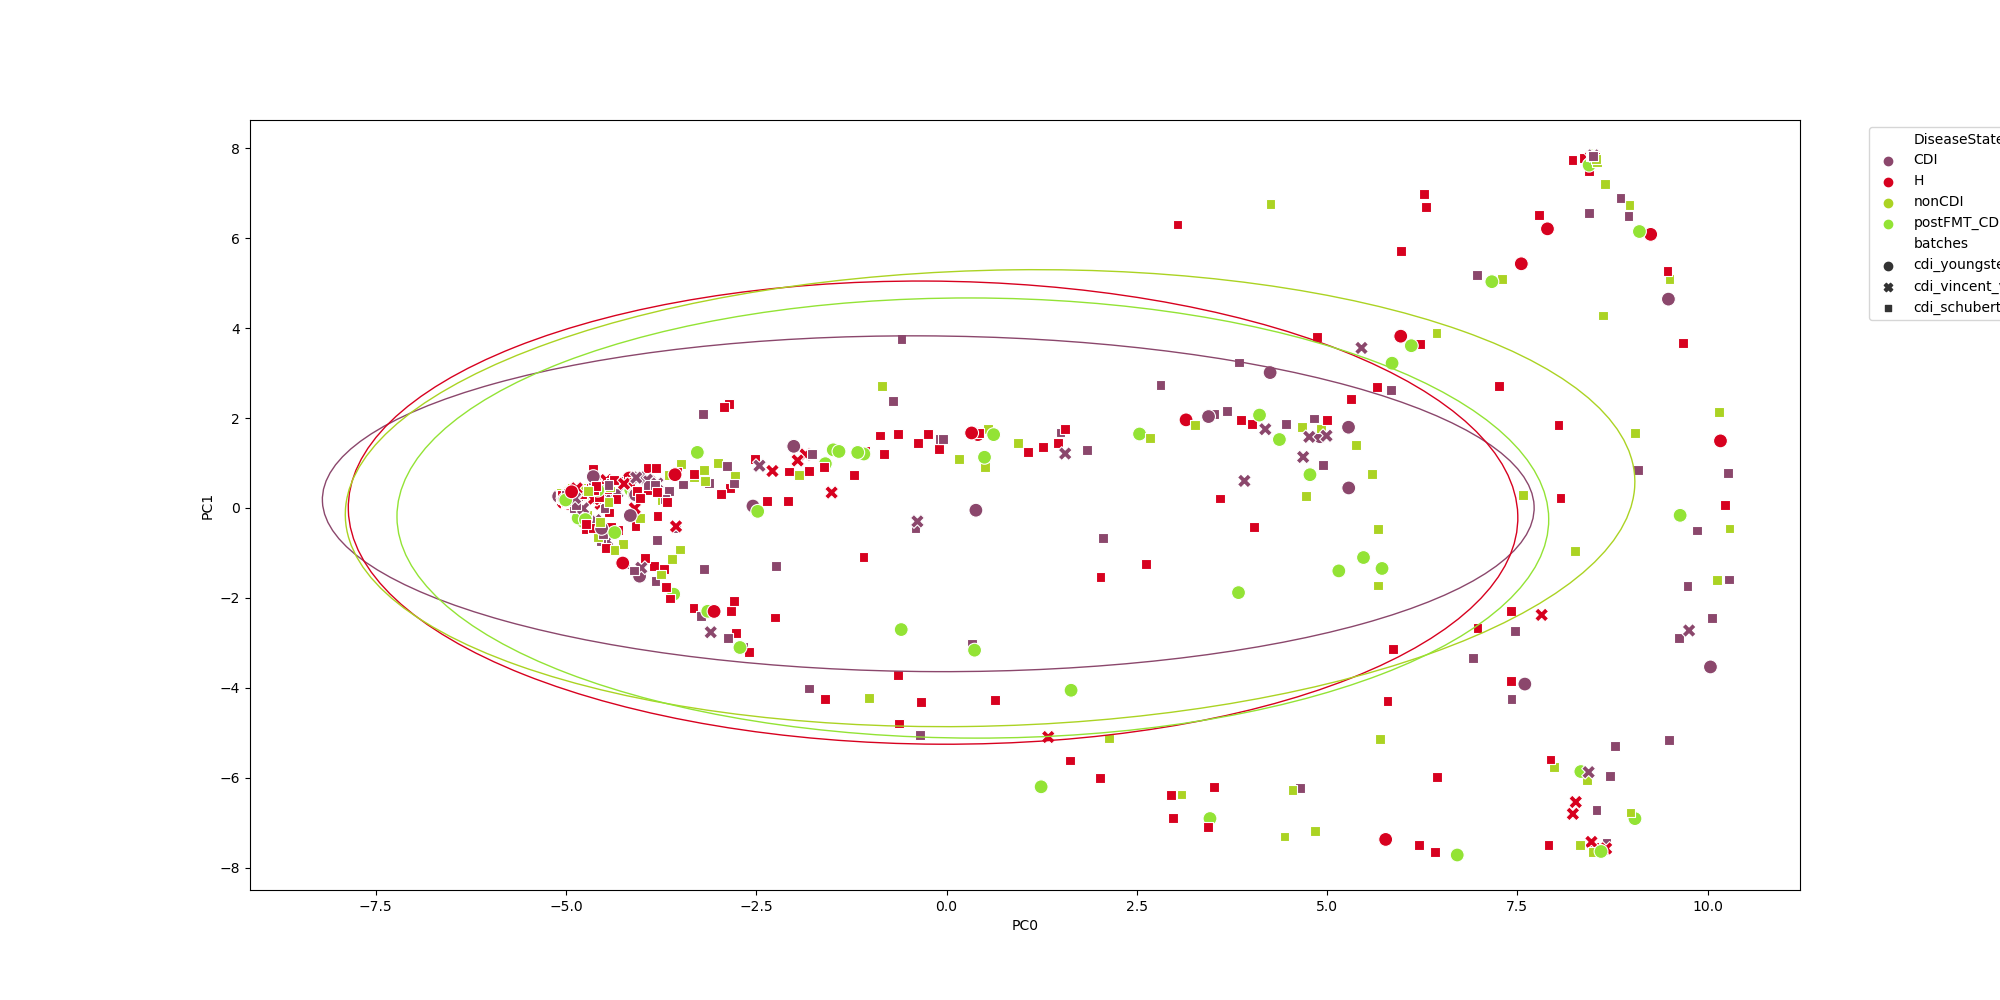 8
6
4
2
0
−2
−4
−6
−8
PC1
−7.5 −5.0 −2.5 0.0 2.5 5.0 7.5 10.0
PC0
DiseaseState
CDI
H
nonCDI
postFMT_CD
batches
cdi_youngste
cdi_vincent_
cdi_schubert